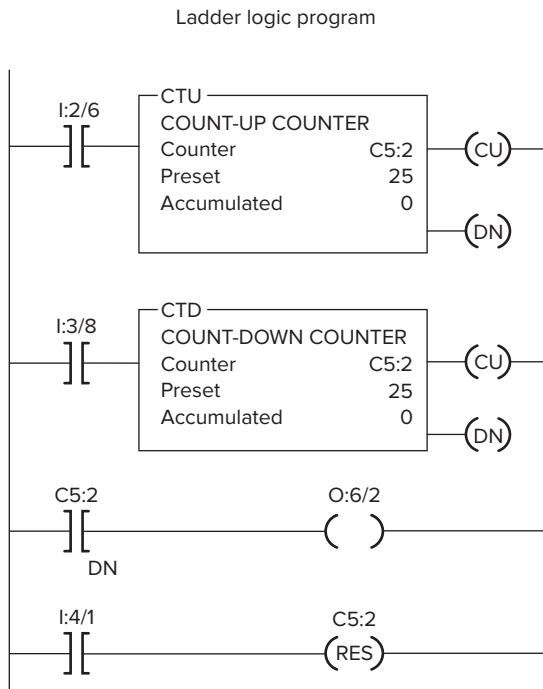 Ladder logic program
I:2/6
CTU
COUNT-UP COUNTER
Counter C5:2
Preset 25
Accumulated 0
CU
DN
I:3/8
CTD
COUNT-DOWN COUNTER
Counter C5:2
Preset 25
Accumulated 0
CU
DN
C5:2
DN
O:6/2
I:4/1
C5:2
RES